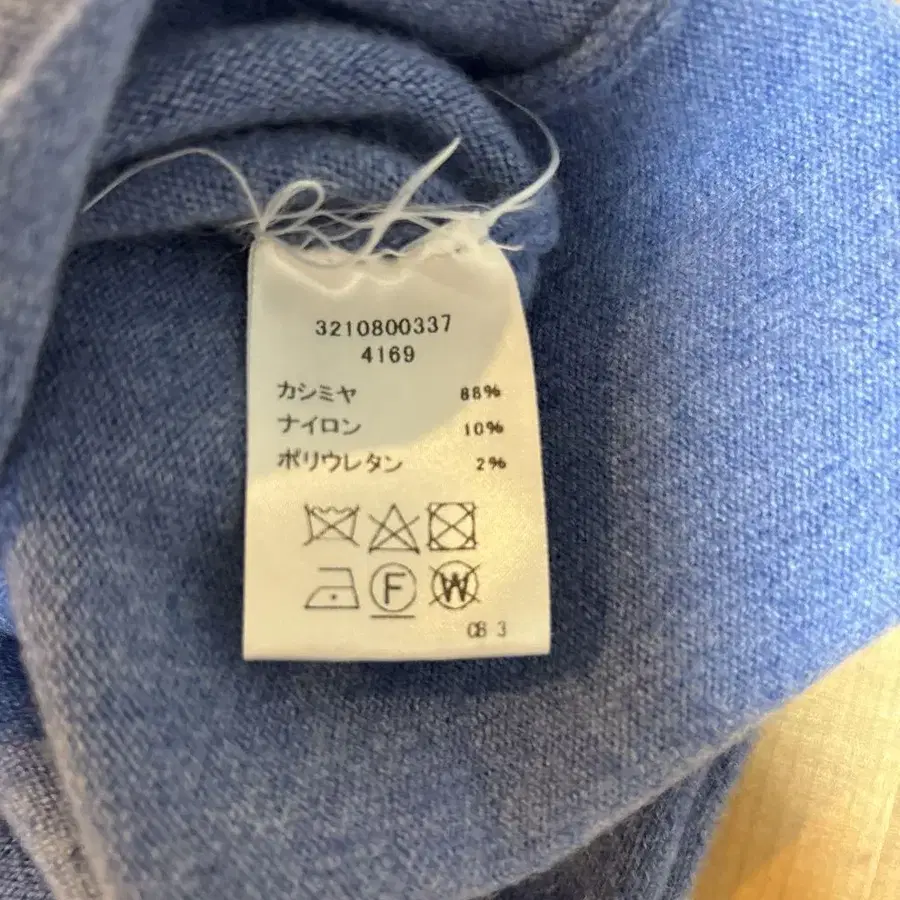 3210800337
4169
カシミヤ 88%
ナイロン 10%
ポリウレタン 2%
F W
CB 3